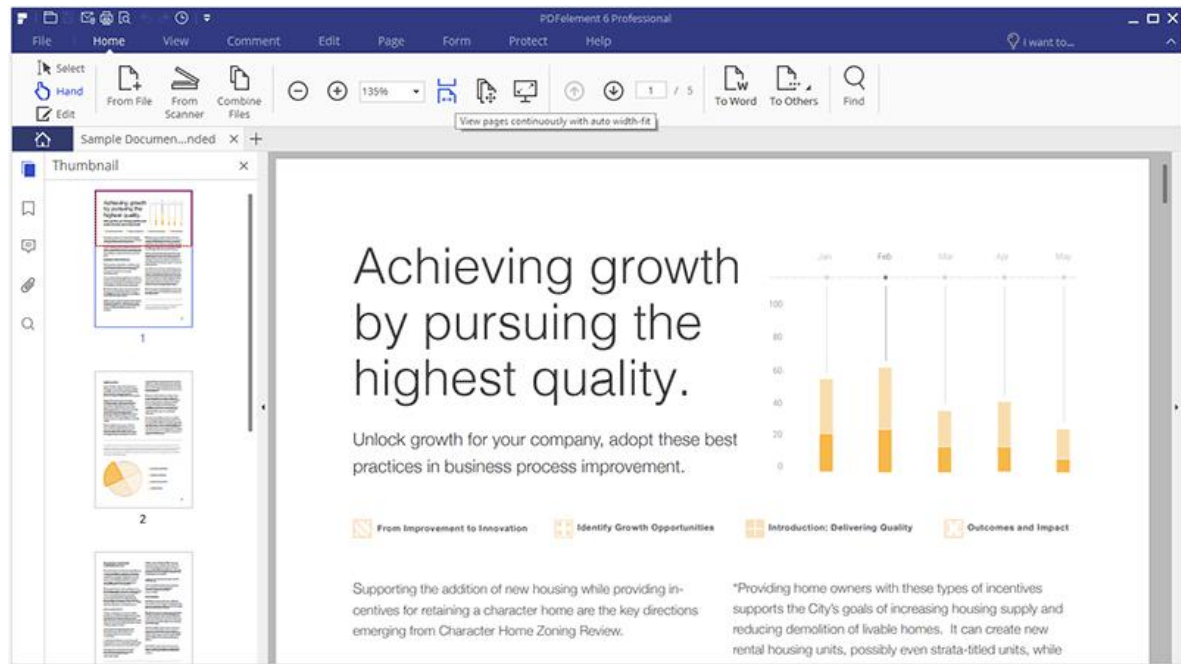 PDFelement 6 Professional
File Home View Comment Edit Page Form Protect Help I want to...
Select
Hand
Edit
From File
From Scanner
Combine Files
135%
1 / 5
To Word
To Others
Find
View pages continuously with auto width-fit
Sample Documen...nded
Thumbnail
Achieving growth
by pursuing the
highest quality.
1
2
Achieving growth
by pursuing the
highest quality.
Unlock growth for your company, adopt these best
practices in business process improvement.
Jan Feb Mar Apr May
100
80
60
40
20
0
From Improvement to Innovation
Identify Growth Opportunities
Introduction: Delivering Quality
Outcomes and Impact
Supporting the addition of new housing while providing in-
centives for retaining a character home are the key directions
emerging from Character Home Zoning Review.
"Providing home owners with these types of incentives
supports the City's goals of increasing housing supply and
reducing demolition of livable homes. It can create new
rental housing units, possibly even strata-titled units, while